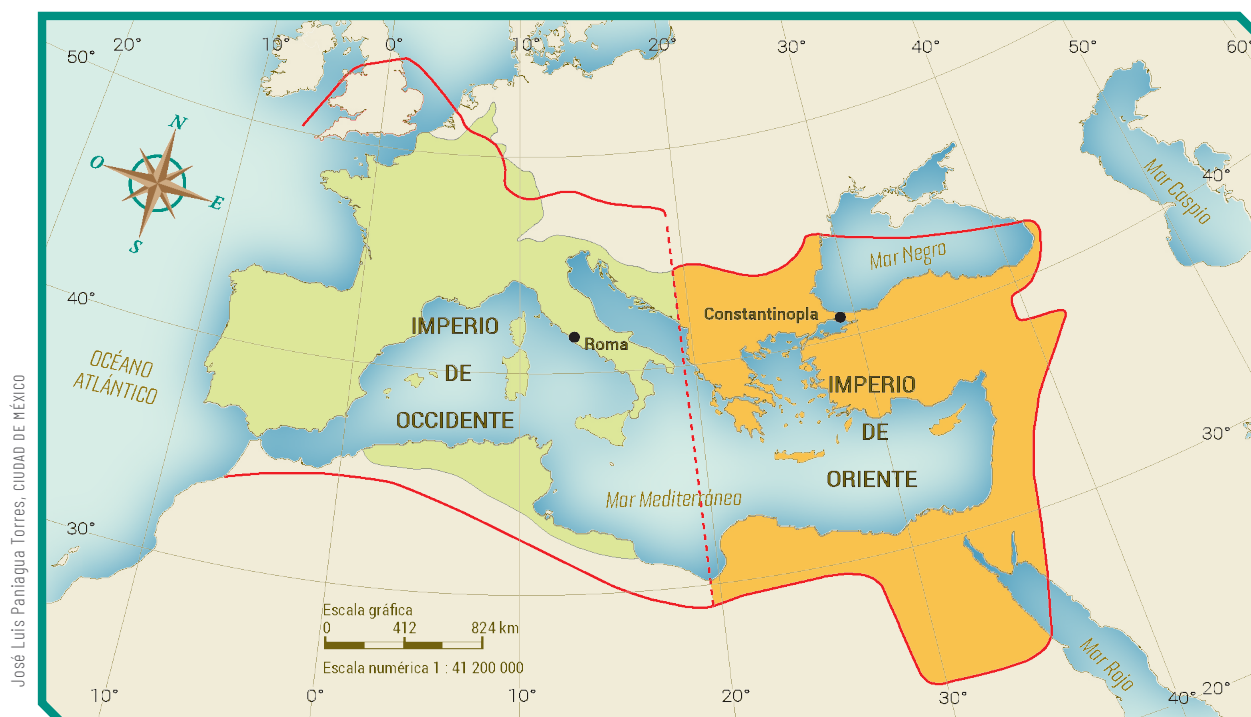 20°
10°
0°
10°
20°
30°
40°
50°
60°
50°
N
O
E
S
Mar Caspio
40°
Mar Negro
40°
Constantinopla
IMPERIO
DE
OCCIDENTE
Roma
OCÉANO
ATLÁNTICO
IMPERIO
DE
ORIENTE
30°
Mar Mediterráneo
30°
Escala gráfica
0 412 824 km
Escala numérica 1 : 41 200 000
Mar Rojo
10°
0°
10°
20°
30°
40°
20°
José Luis Paniagua Torres, CIUDAD DE MÉXICO